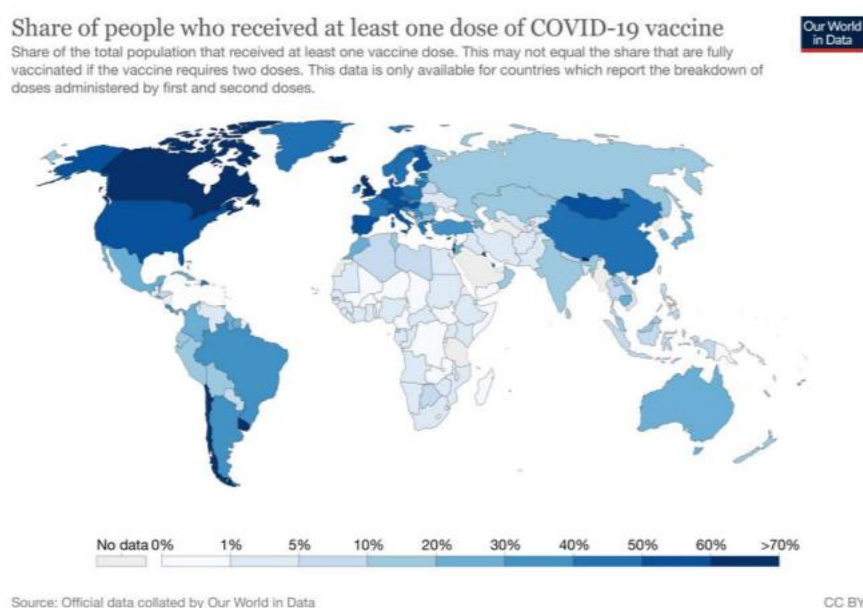 Share of people who received at least one dose of COVID-19 vaccine
Our World
in Data
Share of the total population that received at least one vaccine dose. This may not equal the share that are fully
vaccinated if the vaccine requires two doses. This data is only available for countries which report the breakdown of
doses administered by first and second doses.
No data 0% 1% 5% 10% 20% 30% 40% 50% 60% >70%
Source: Official data collated by Our World in Data CC BY